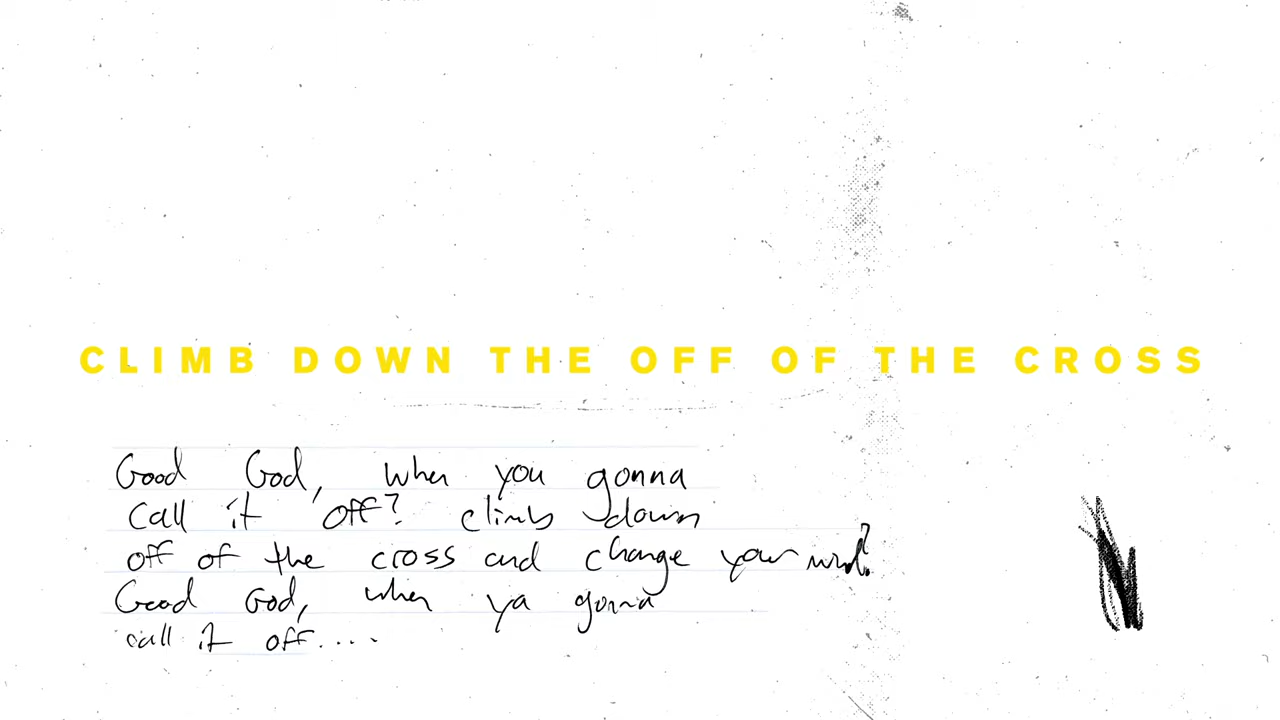 CLIMB DOWN THE OFF OF THE CROSS
Good God, when you gonna
call it off? climb down
off of the cross and change your mind?
Good God, when ya gonna
call it off....